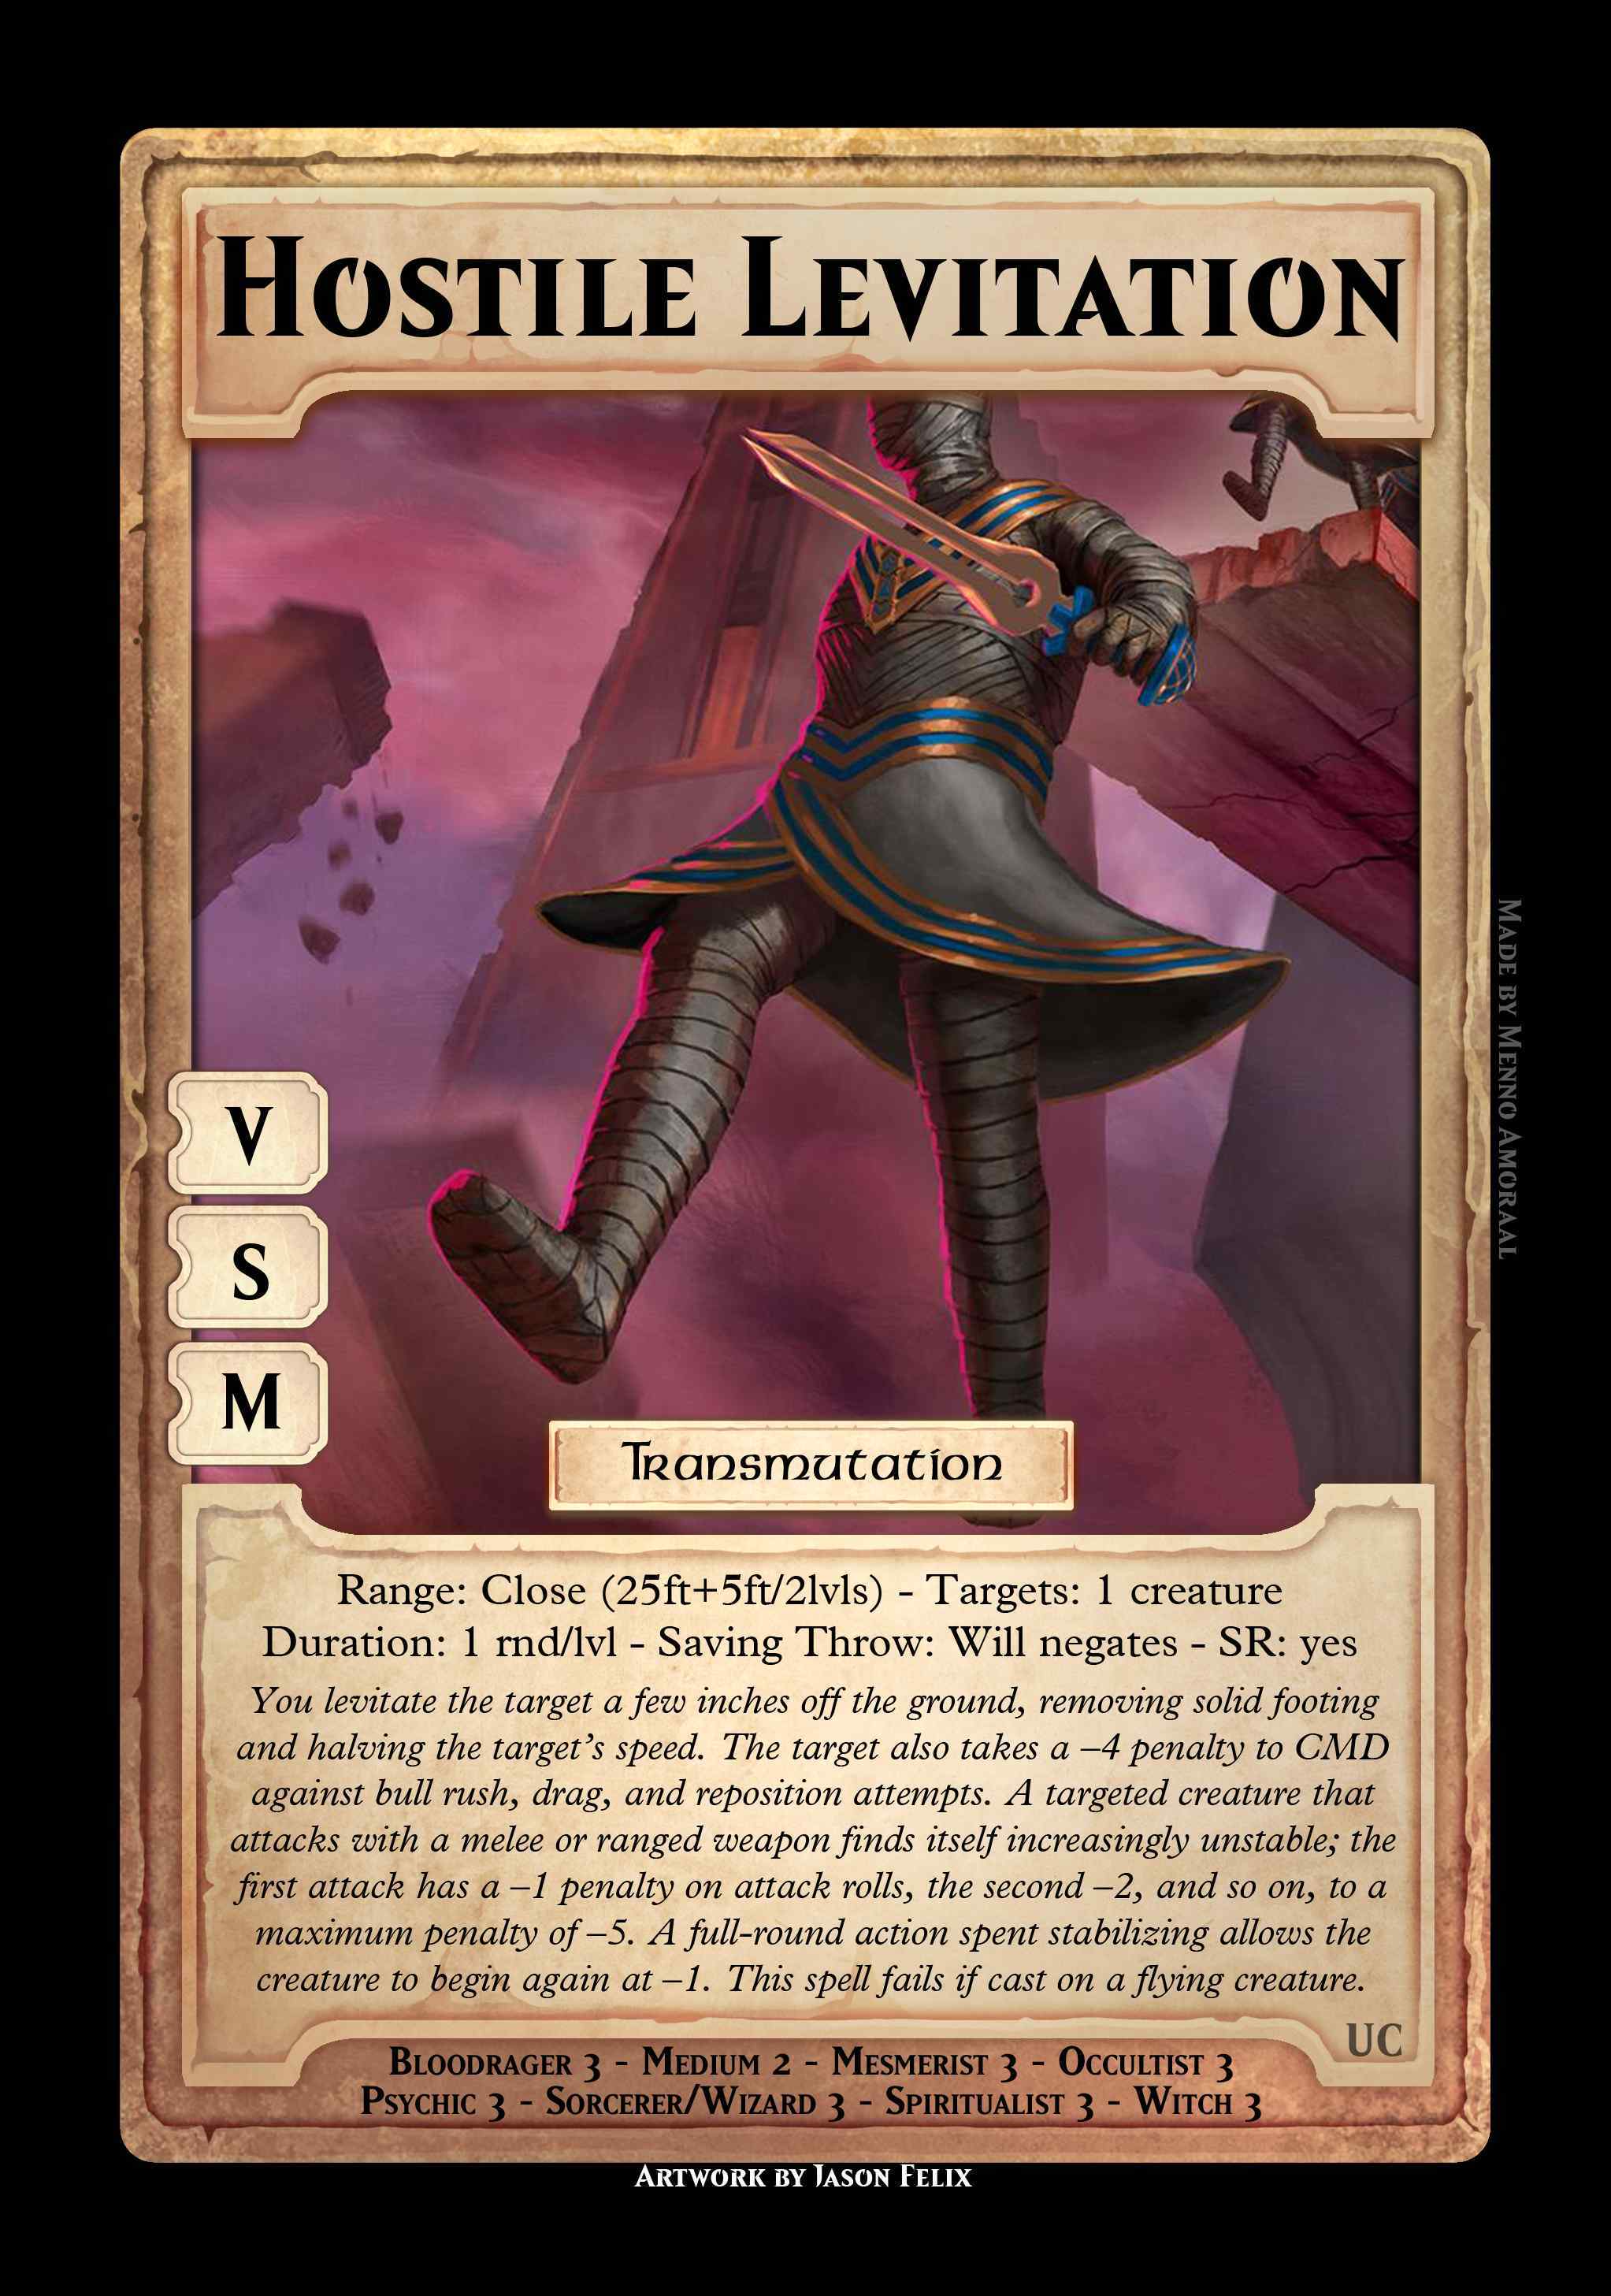 Hostile Levitation
V
S
M
Transmutation
Range: Close (25ft+5ft/2lvls) - Targets: 1 creature
Duration: 1 rnd/lvl - Saving Throw: Will negates - SR: yes
You levitate the target a few inches off the ground, removing solid footing
and halving the target’s speed. The target also takes a –4 penalty to CMD
against bull rush, drag, and reposition attempts. A targeted creature that
attacks with a melee or ranged weapon finds itself increasingly unstable; the
first attack has a –1 penalty on attack rolls, the second –2, and so on, to a
maximum penalty of –5. A full-round action spent stabilizing allows the
creature to begin again at –1. This spell fails if cast on a flying creature.
UC
Bloodrager 3 - Medium 2 - Mesmerist 3 - Occultist 3
Psychic 3 - Sorcerer/Wizard 3 - Spiritualist 3 - Witch 3
Artwork by Jason Felix
Made by Menno Amoraal